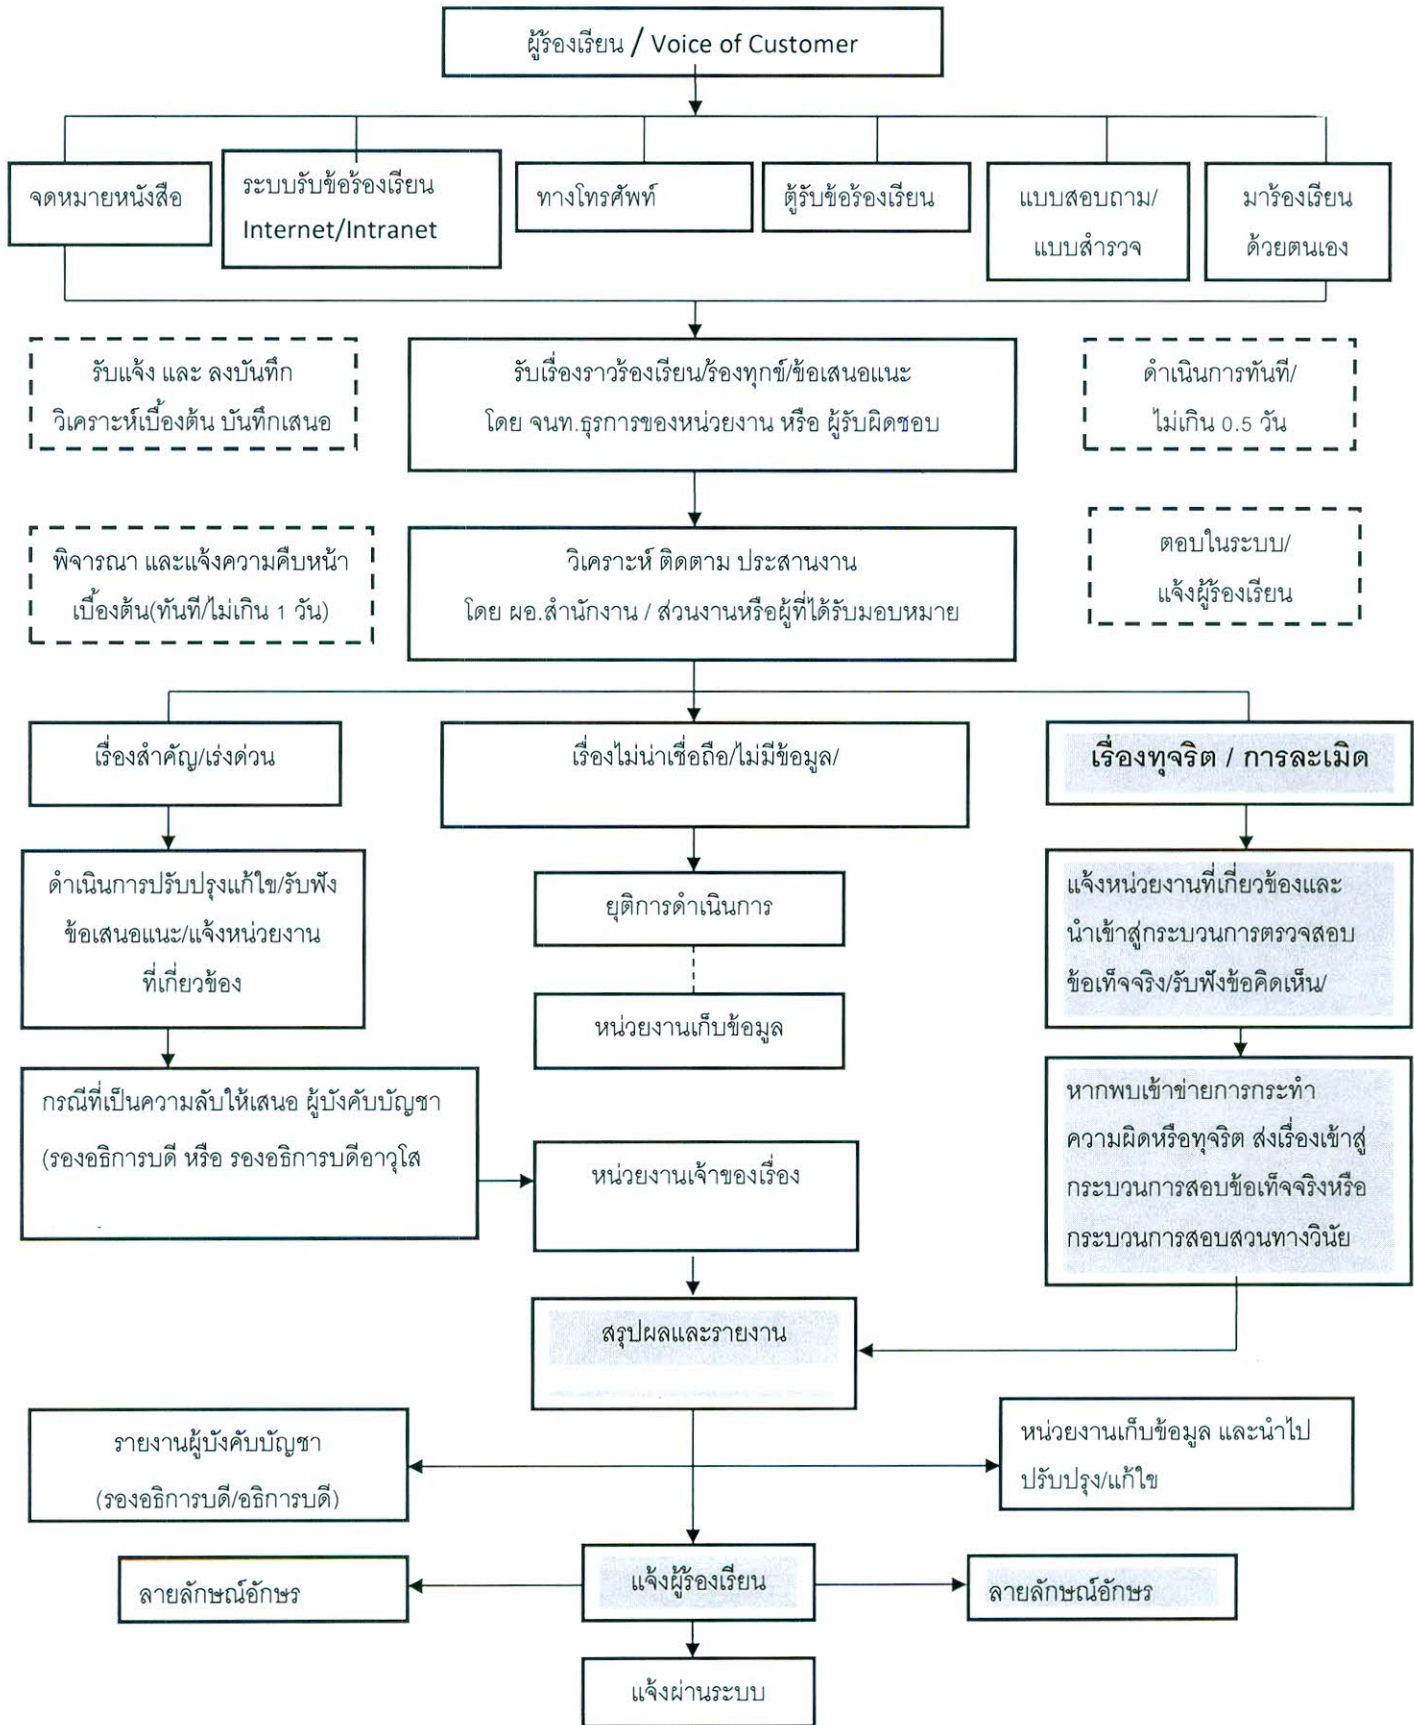 ผู้ร้องเรียน / Voice of Customer
จดหมายหนังสือ
ระบบรับข้อร้องเรียน
Internet/Intranet
ทางโทรศัพท์
ตู้รับข้อร้องเรียน
แบบสอบถาม/
แบบสำรวจ
มาร้องเรียน
ด้วยตนเอง
รับแจ้ง และ ลงบันทึก
วิเคราะห์เบื้องต้น บันทึกเสนอ
รับเรื่องราวร้องเรียน/ร้องทุกข์/ข้อเสนอแนะ
โดย จนท.ธุรการของหน่วยงาน หรือ ผู้รับผิดชอบ
ดำเนินการทันที/
ไม่เกิน 0.5 วัน
พิจารณา และแจ้งความคืบหน้า
เบื้องต้น(ทันที/ไม่เกิน 1 วัน)
วิเคราะห์ ติดตาม ประสานงาน
โดย ผอ.สำนักงาน / ส่วนงานหรือผู้ที่ได้รับมอบหมาย
ตอบในระบบ/
แจ้งผู้ร้องเรียน
เรื่องสำคัญ/เร่งด่วน
เรื่องไม่น่าเชื่อถือ/ไม่มีข้อมูล/
เรื่องทุจริต / การละเมิด
ดำเนินการปรับปรุงแก้ไข/รับฟัง
ข้อเสนอแนะ/แจ้งหน่วยงาน
ที่เกี่ยวข้อง
ยุติการดำเนินการ
หน่วยงานเก็บข้อมูล
แจ้งหน่วยงานที่เกี่ยวข้องและ
นำเข้าสู่กระบวนการตรวจสอบ
ข้อเท็จจริง/รับฟังข้อคิดเห็น/
กรณีที่เป็นความลับให้เสนอ ผู้บังคับบัญชา
(รองอธิการบดี หรือ รองอธิการบดีอาวุโส
หน่วยงานเจ้าของเรื่อง
หากพบเข้าข่ายการกระทำ
ความผิดหรือทุจริต ส่งเรื่องเข้าสู่
กระบวนการสอบข้อเท็จจริงหรือ
กระบวนการสอบสวนทางวินัย
สรุปผลและรายงาน
รายงานผู้บังคับบัญชา
(รองอธิการบดี/อธิการบดี)
หน่วยงานเก็บข้อมูล และนำไป
ปรับปรุง/แก้ไข
ลายลักษณ์อักษร
แจ้งผู้ร้องเรียน
ลายลักษณ์อักษร
แจ้งผ่านระบบ